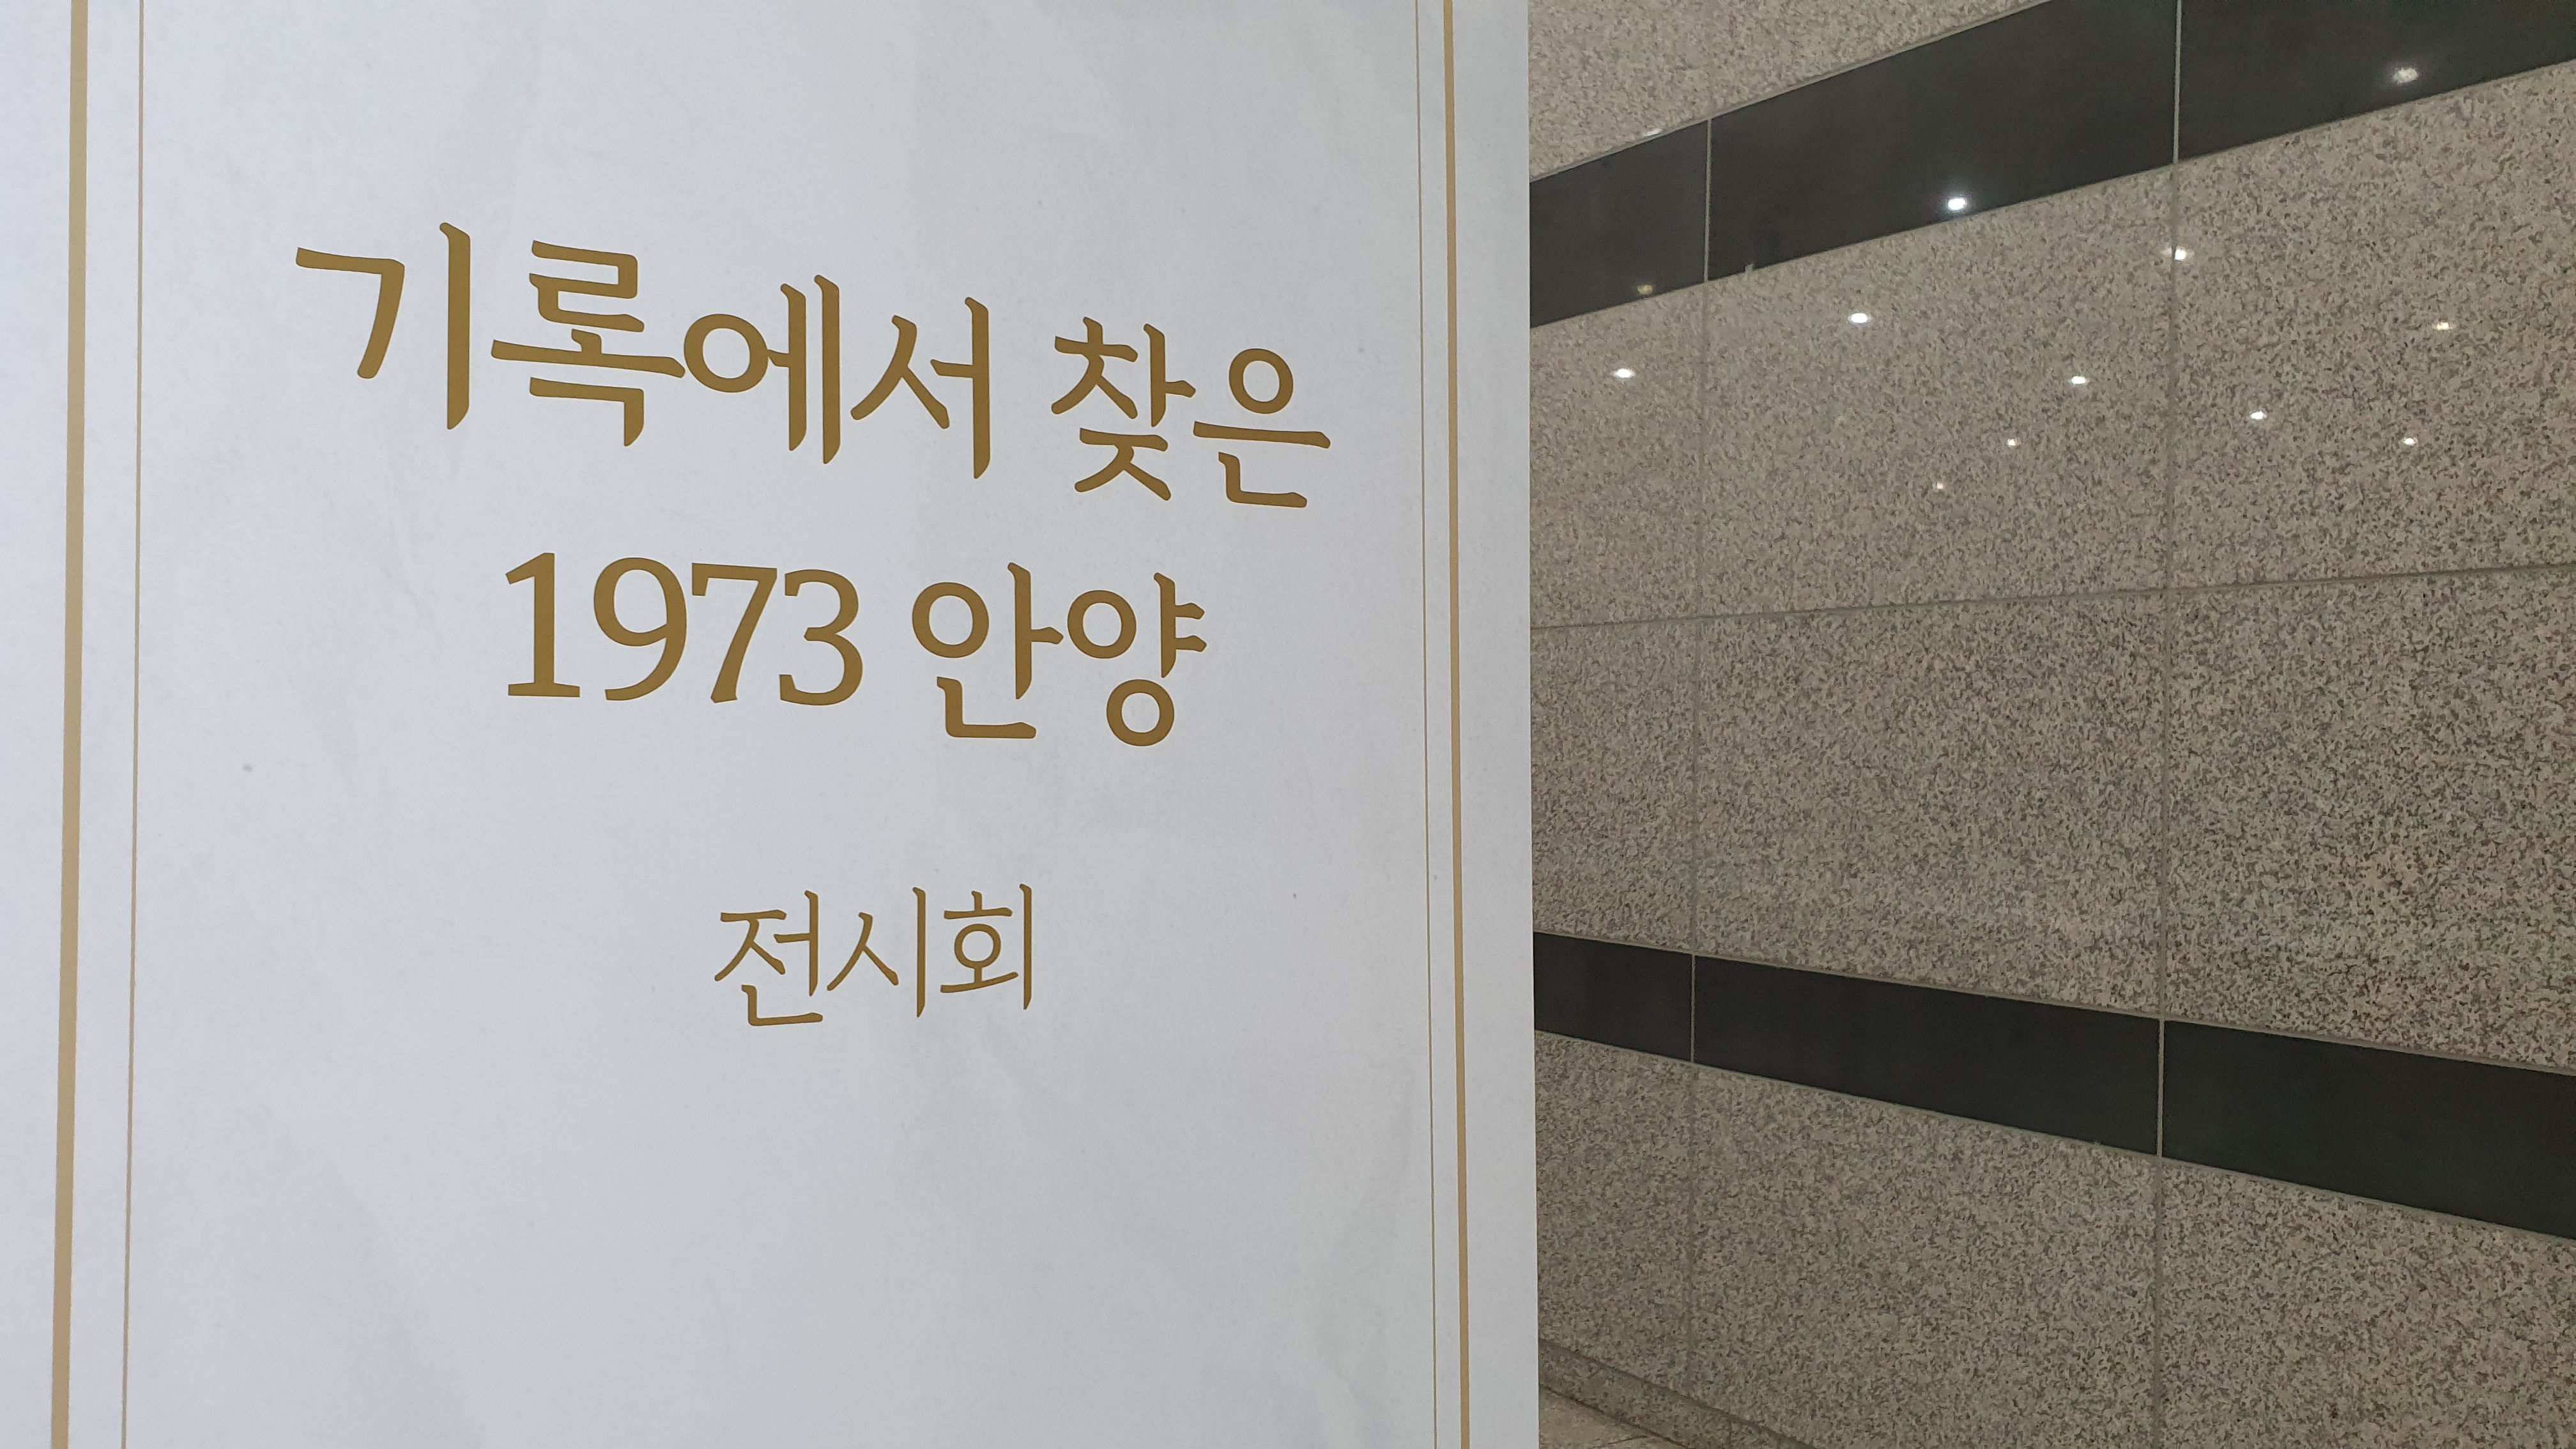 기록에서 찾은
1973 안양
전시회